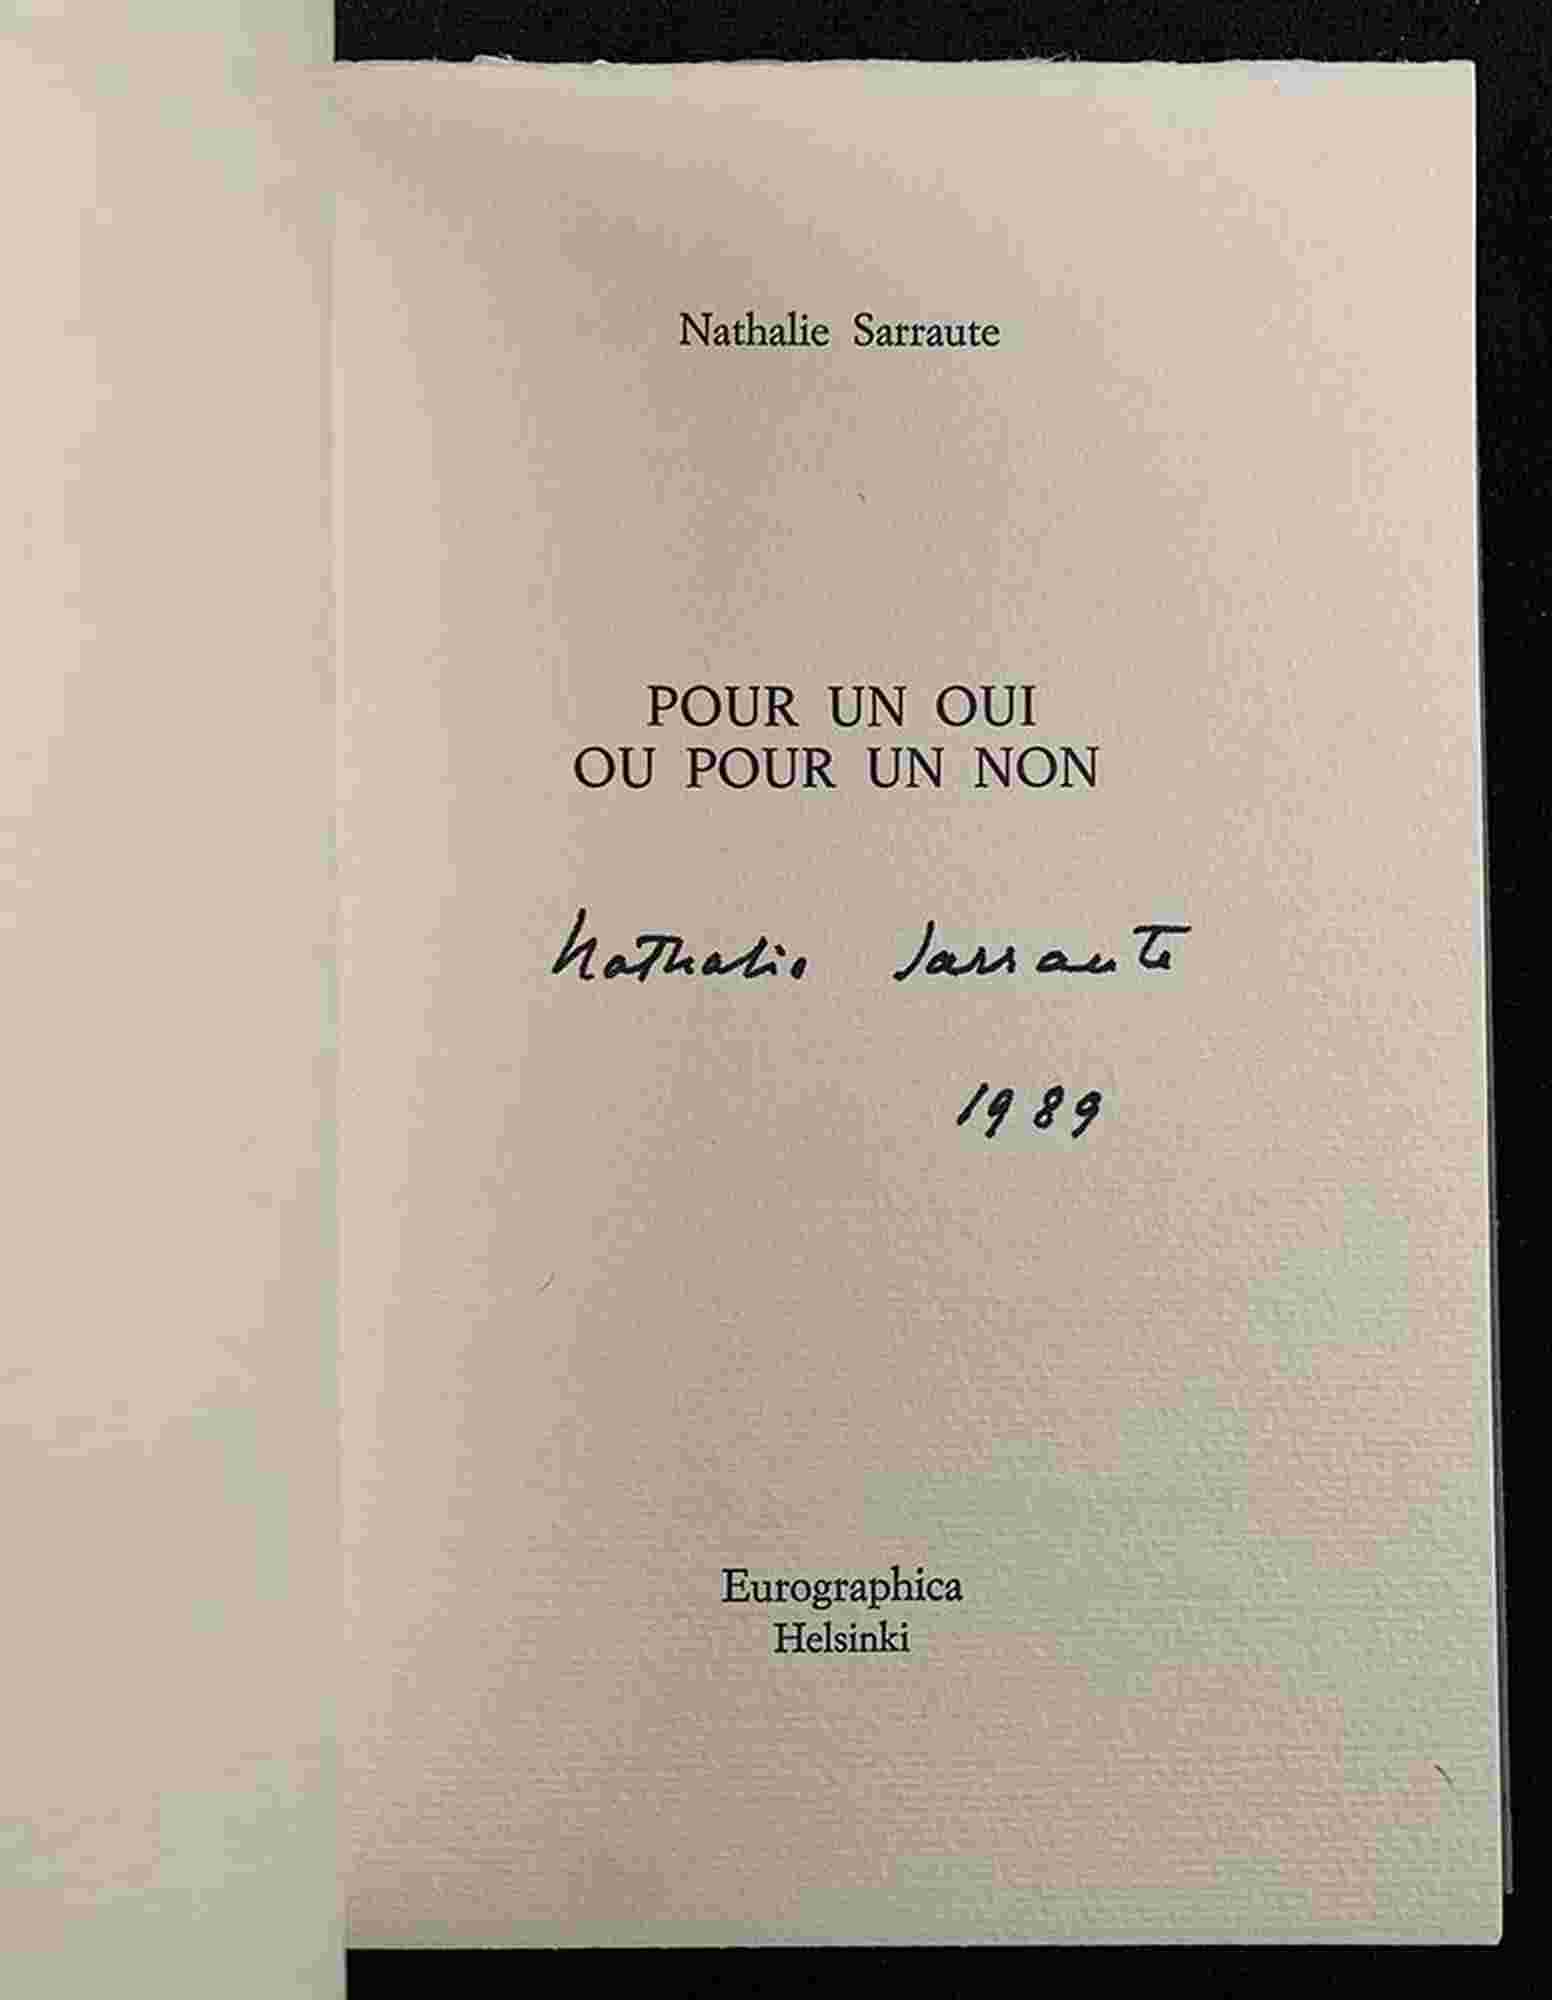 Nathalie Sarraute
POUR UN OUI
OU POUR UN NON
Nathalie Sarraute
1989
Eurographica
Helsinki